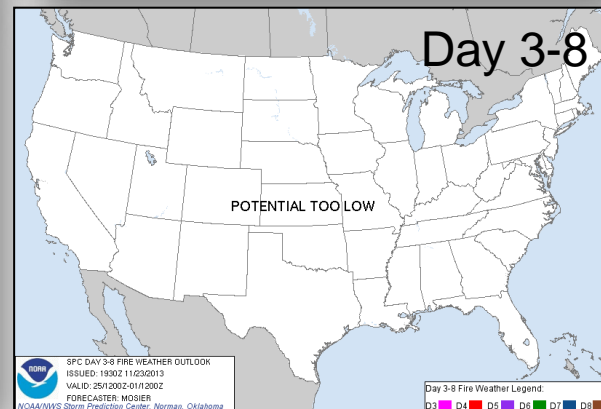 Day 3-8
POTENTIAL TOO LOW
NOAA
SPC DAY 3-8 FIRE WEATHER OUTLOOK
ISSUED: 1930Z 11/23/2013
VALID: 25/1200Z-01/1200Z
FORECASTER: MOSIER
NOAA/NWS Storm Prediction Center, Norman, Oklahoma
Day 3-8 Fire Weather Legend:
D3 D4 D5 D6 D7 D8